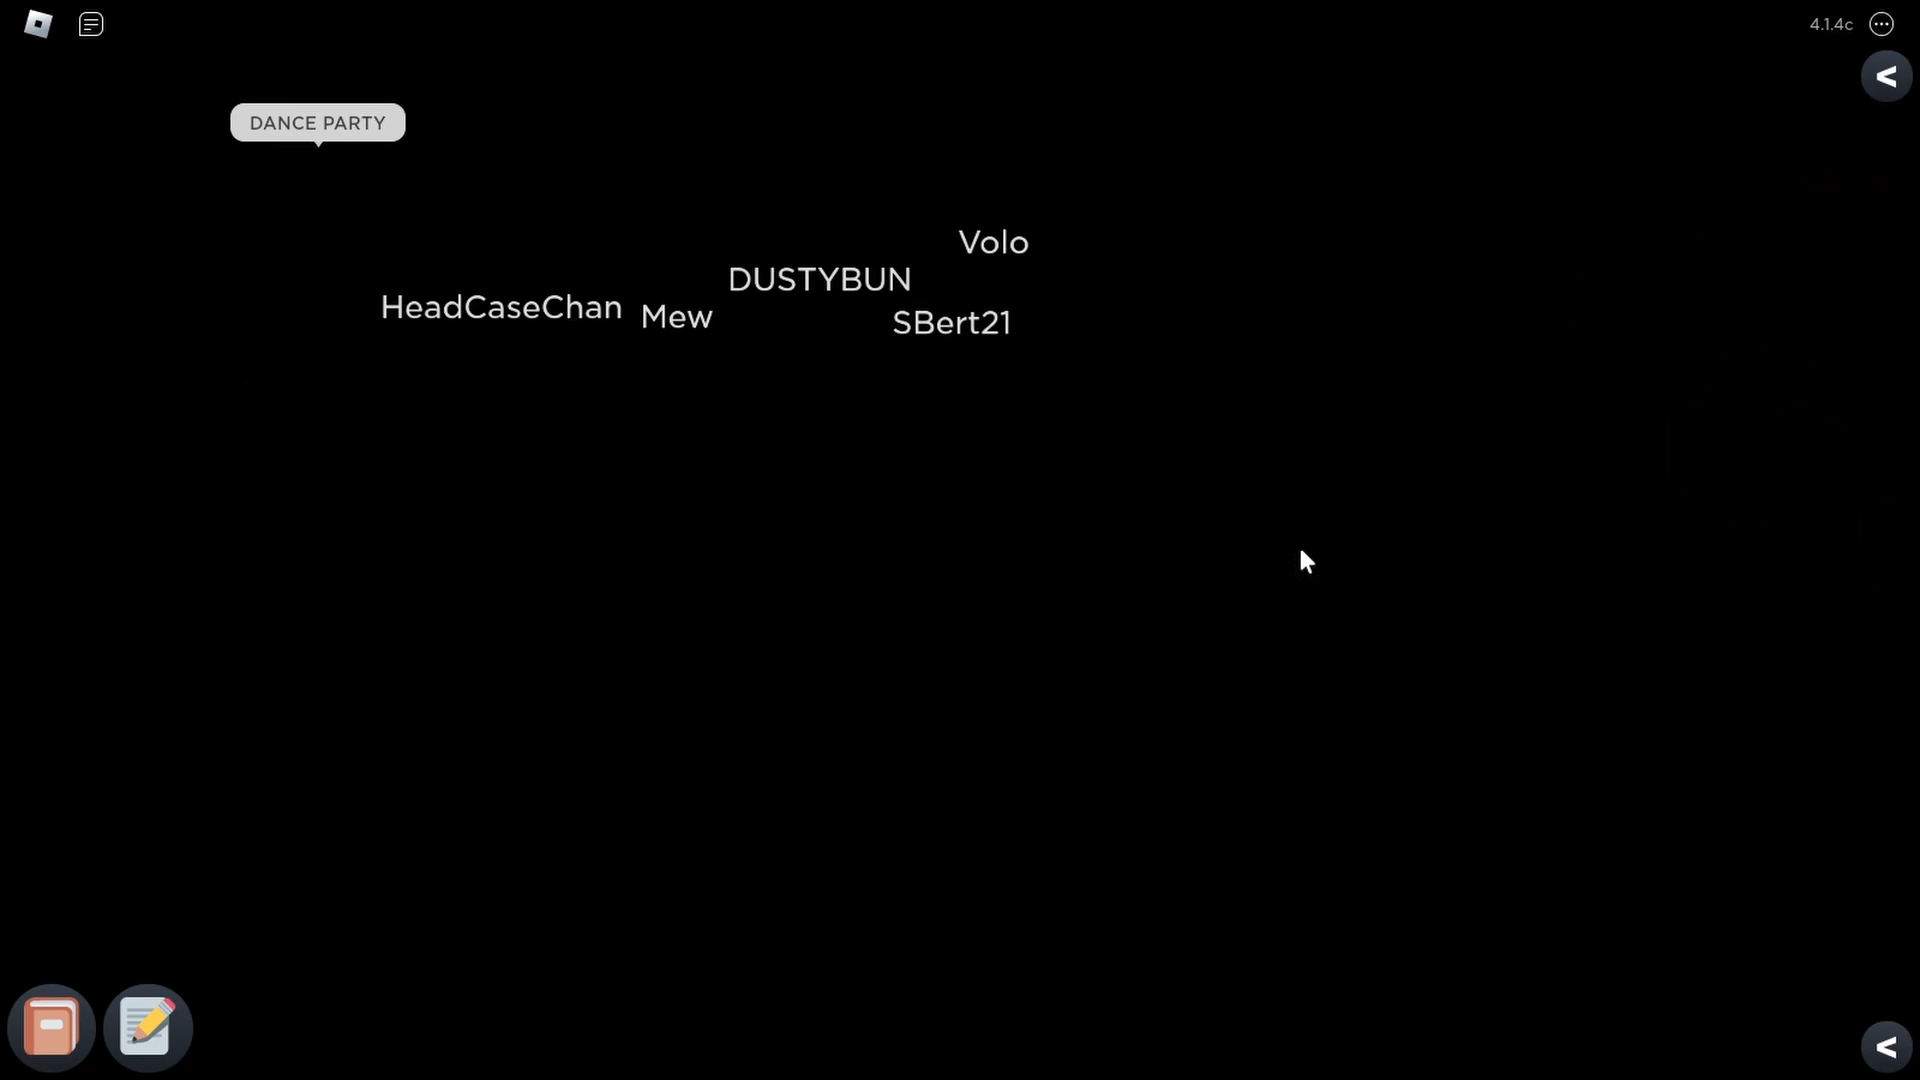 4.1.4c
DANCE PARTY
Volo
DUSTYBUN
HeadCaseChan
Mew
SBert21